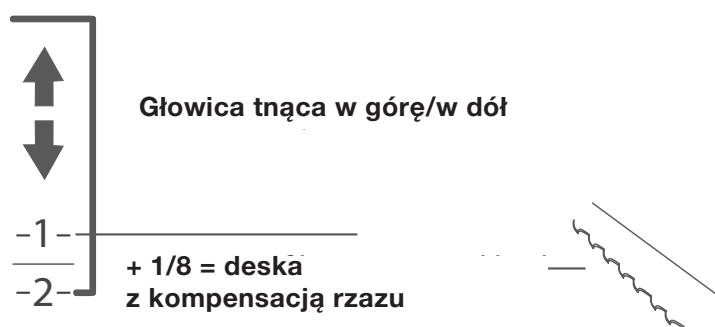 Głowica tnąca w górę/w dół
-1-
-2-
+ 1/8 = deska
z kompensacją rzazu